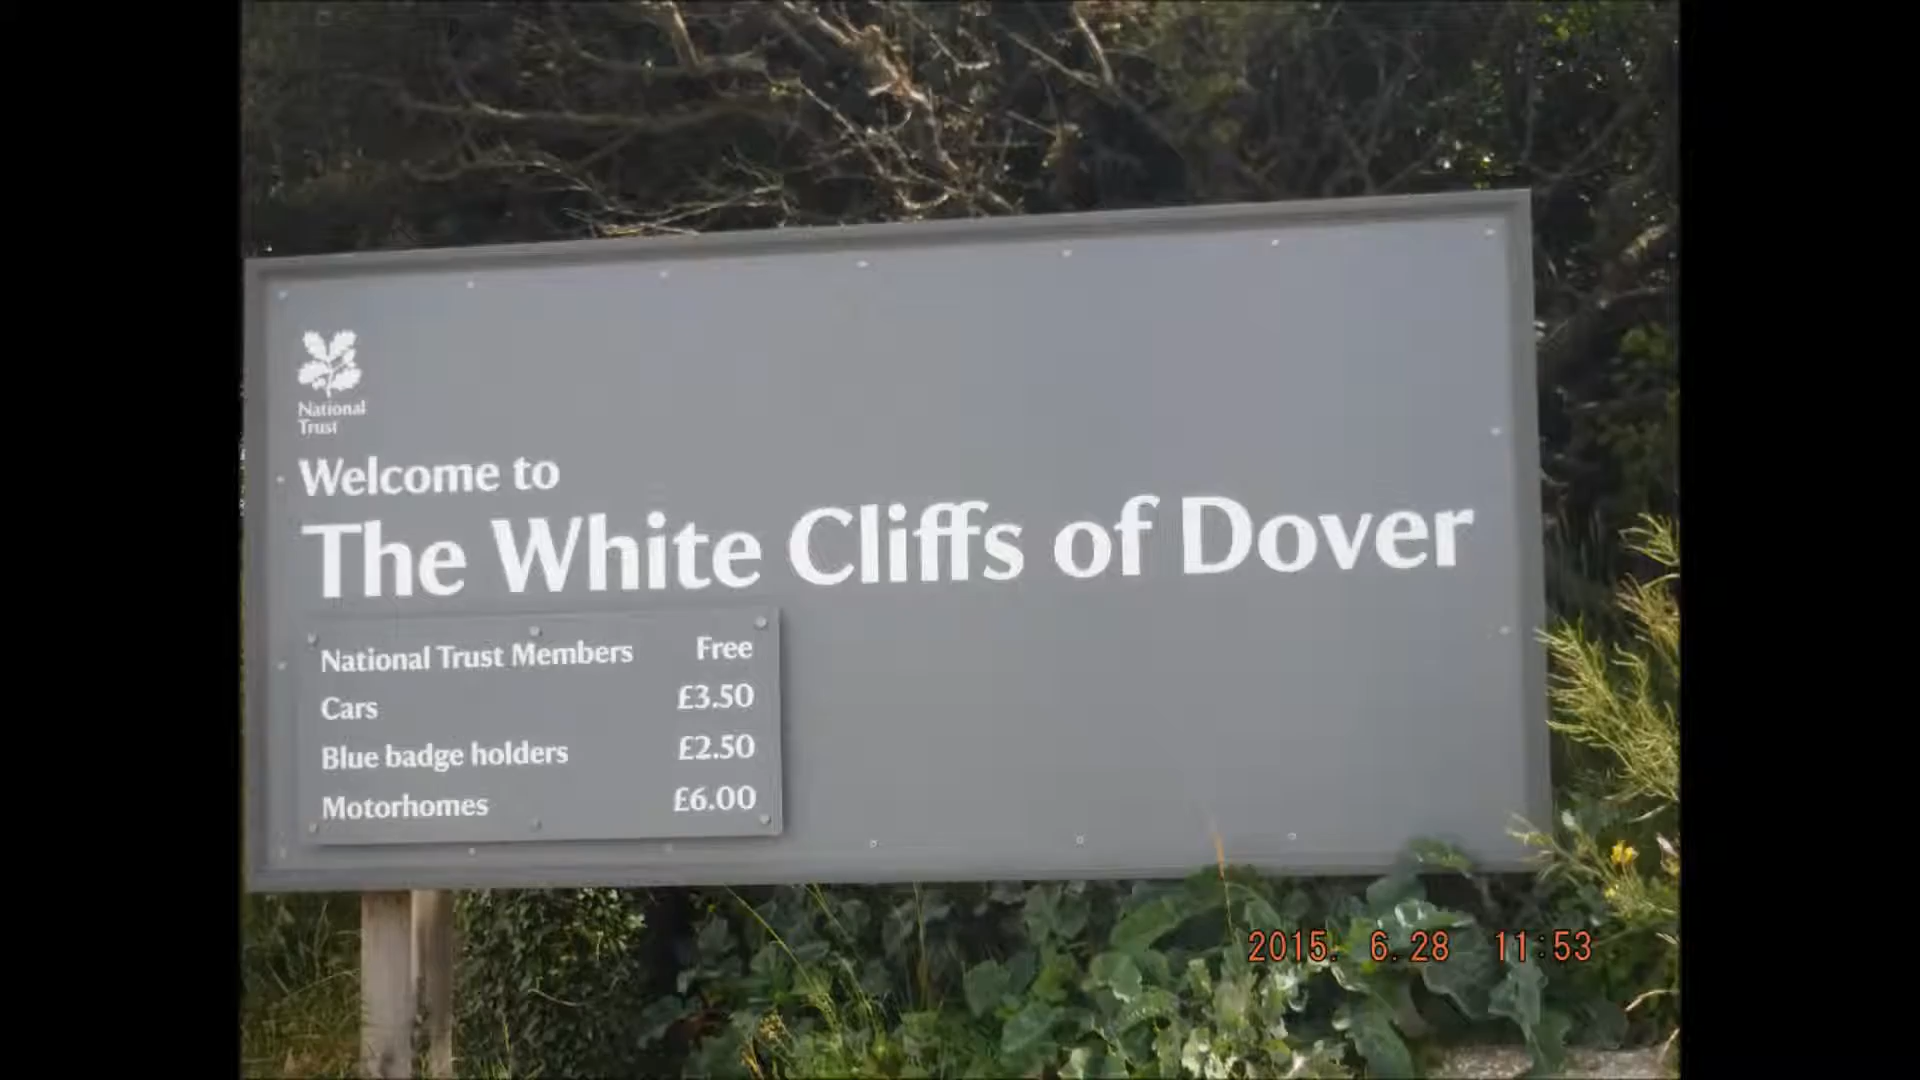 National
Trust
Welcome to
The White Cliffs of Dover
National Trust Members Free
Cars £3.50
Blue badge holders £2.50
Motorhomes £6.00
2015. 6.28 11:53